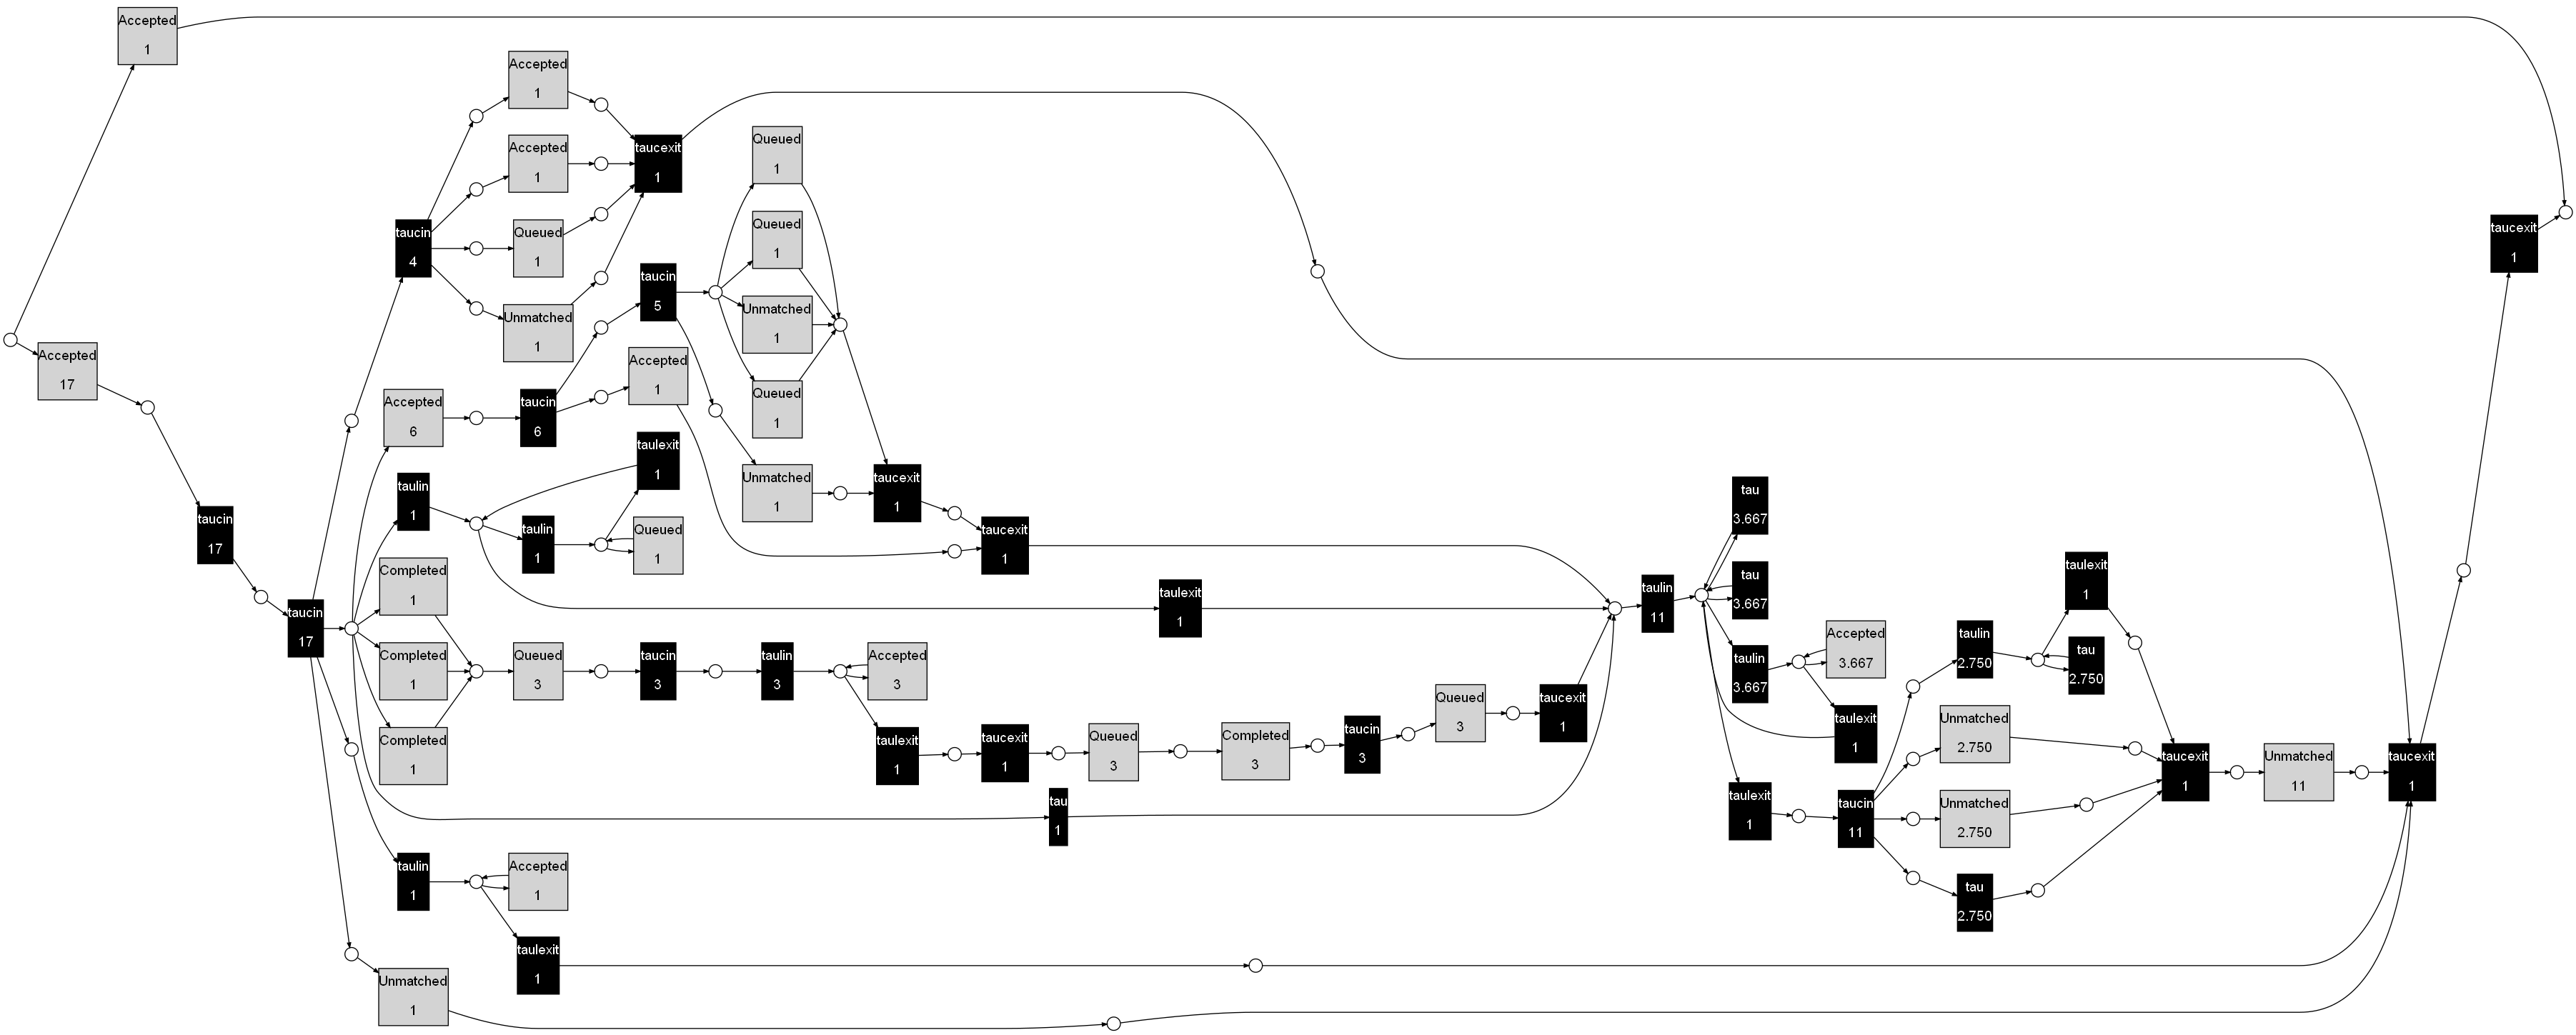 Accepted
1
Accepted
17
taucin
17
taucin
17
taucin
4
Accepted
1
Accepted
1
Queued
1
Unmatched
1
taucexit
1
Accepted
6
taucin
6
taucin
5
Accepted
1
Queued
1
Queued
1
Unmatched
1
Queued
1
Unmatched
1
taucexit
1
taucexit
1
taulin
1
taulin
1
taulexit
1
Queued
1
taulexit
1
Completed
1
Completed
1
Completed
1
Queued
3
taucin
3
taulin
3
Accepted
3
taulexit
1
taucexit
1
Queued
3
Completed
3
taucin
3
Queued
3
taucexit
1
tau
1
taulin
1
Accepted
1
taulexit
1
Unmatched
1
taulin
11
tau
3.667
tau
3.667
taulin
3.667
Accepted
3.667
taulexit
1
taulexit
1
taucin
11
taulin
2.750
taulexit
1
tau
2.750
Unmatched
2.750
Unmatched
2.750
tau
2.750
taucexit
1
Unmatched
11
taucexit
1
taucexit
1